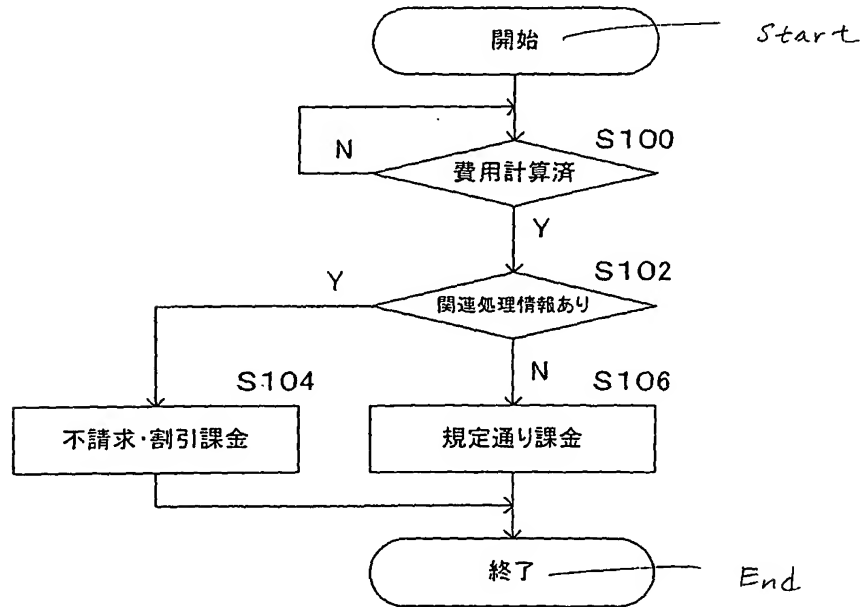 開始
Start
S100
N
費用計算済
Y
S102
Y
関連処理情報あり
N
S104
S106
不請求・割引課金
規定通り課金
終了
End